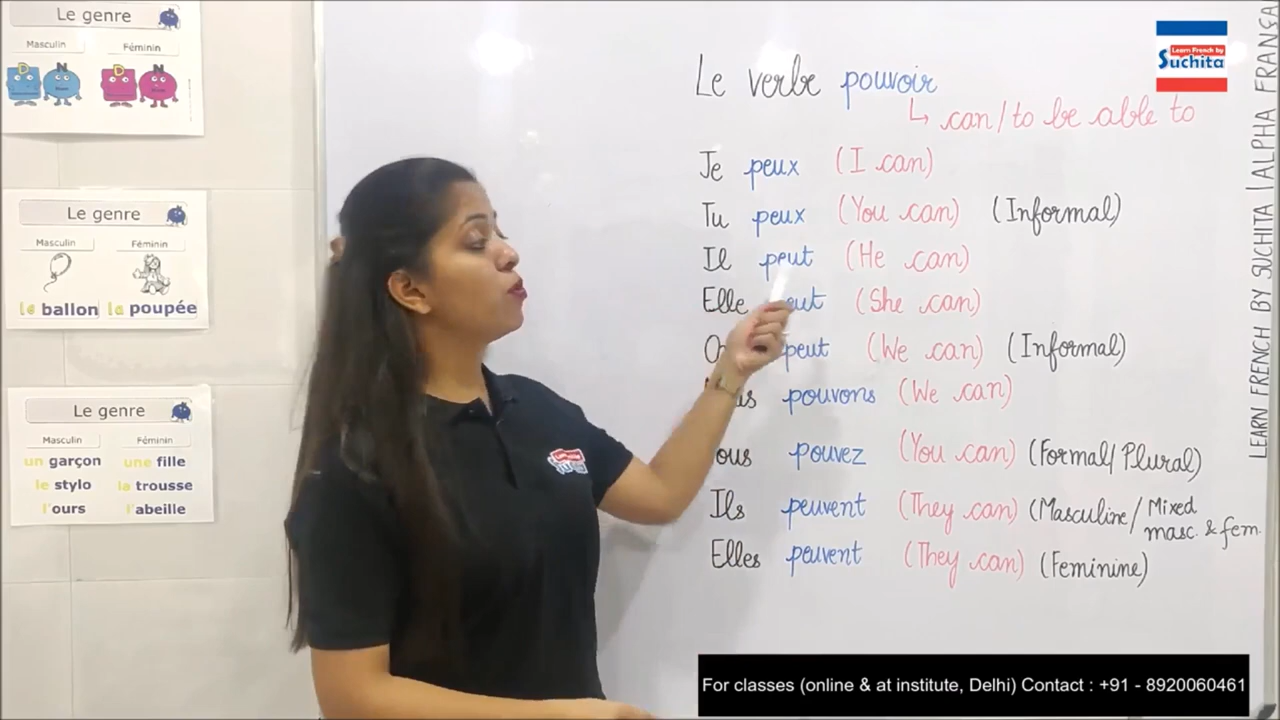 Le genre
Masculin Féminin
Le genre
Masculin Féminin
le ballon la poupée
Le genre
Masculin Féminin
un garçon une fille
le stylo la trousse
l'ours l'abeille
Le verbe pouvoir
↳ can/to be able to
Je peux (I can)
Tu peux (You can) (Informal)
Il peut (He can)
Elle (She can)
peut (We can) (Informal)
pouvons (We can)
pouvez (You can) (Formal/Plural)
Ils peuvent (They can) (Masculine/Mixed masc. & fem.
Elles peuvent (They can) (Feminine)
Learn French by
Suchita
LEARN FRENCH BY SUCHITA | ALPHA FRANÇA
For classes (online & at institute, Delhi) Contact : +91 - 8920060461